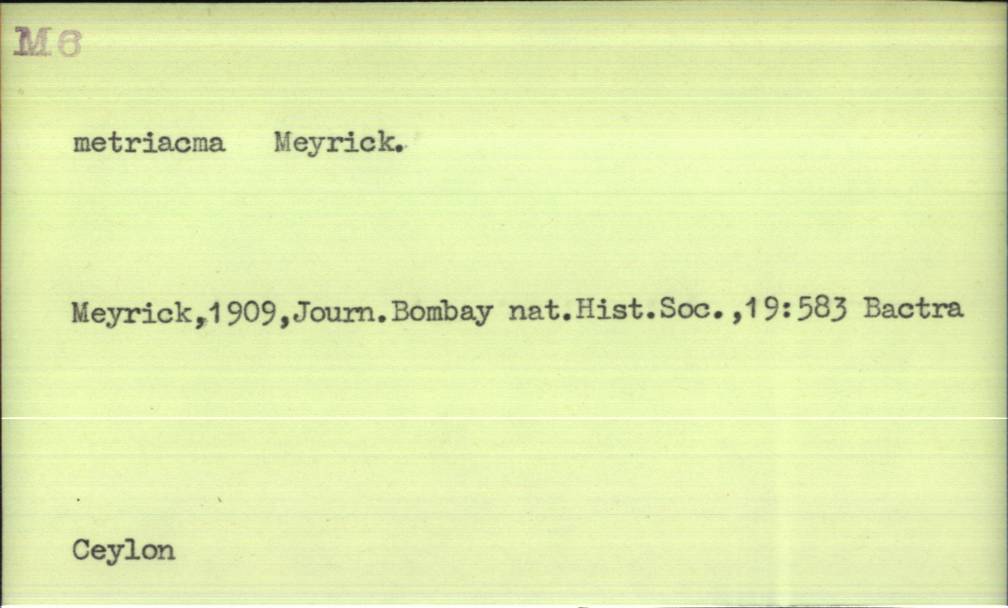 M6
metriacma Meyrick.
Meyrick,1909,Journ.Bombay nat.Hist.Soc.,19:583 Bactra
Ceylon